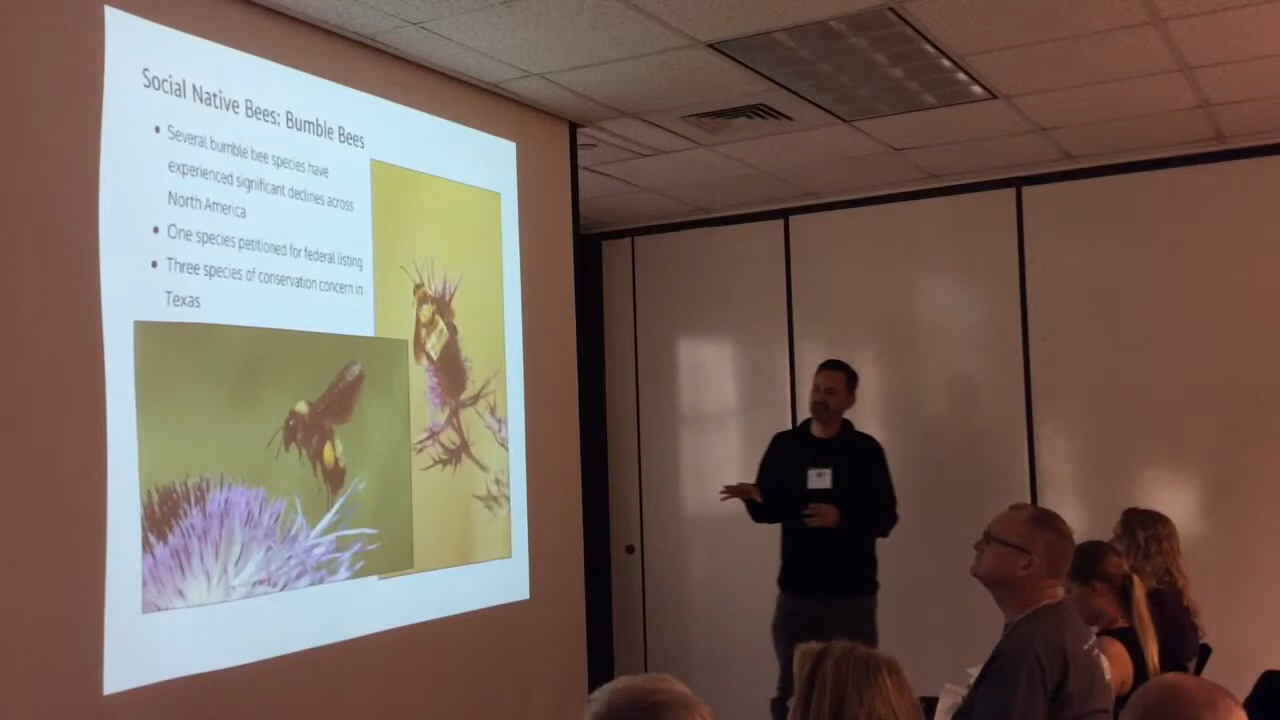 Social Native Bees: Bumble Bees
• Several bumble bee species have
experienced significant declines across
North America
• One species petitioned for federal listing
• Three species of conservation concern in
Texas